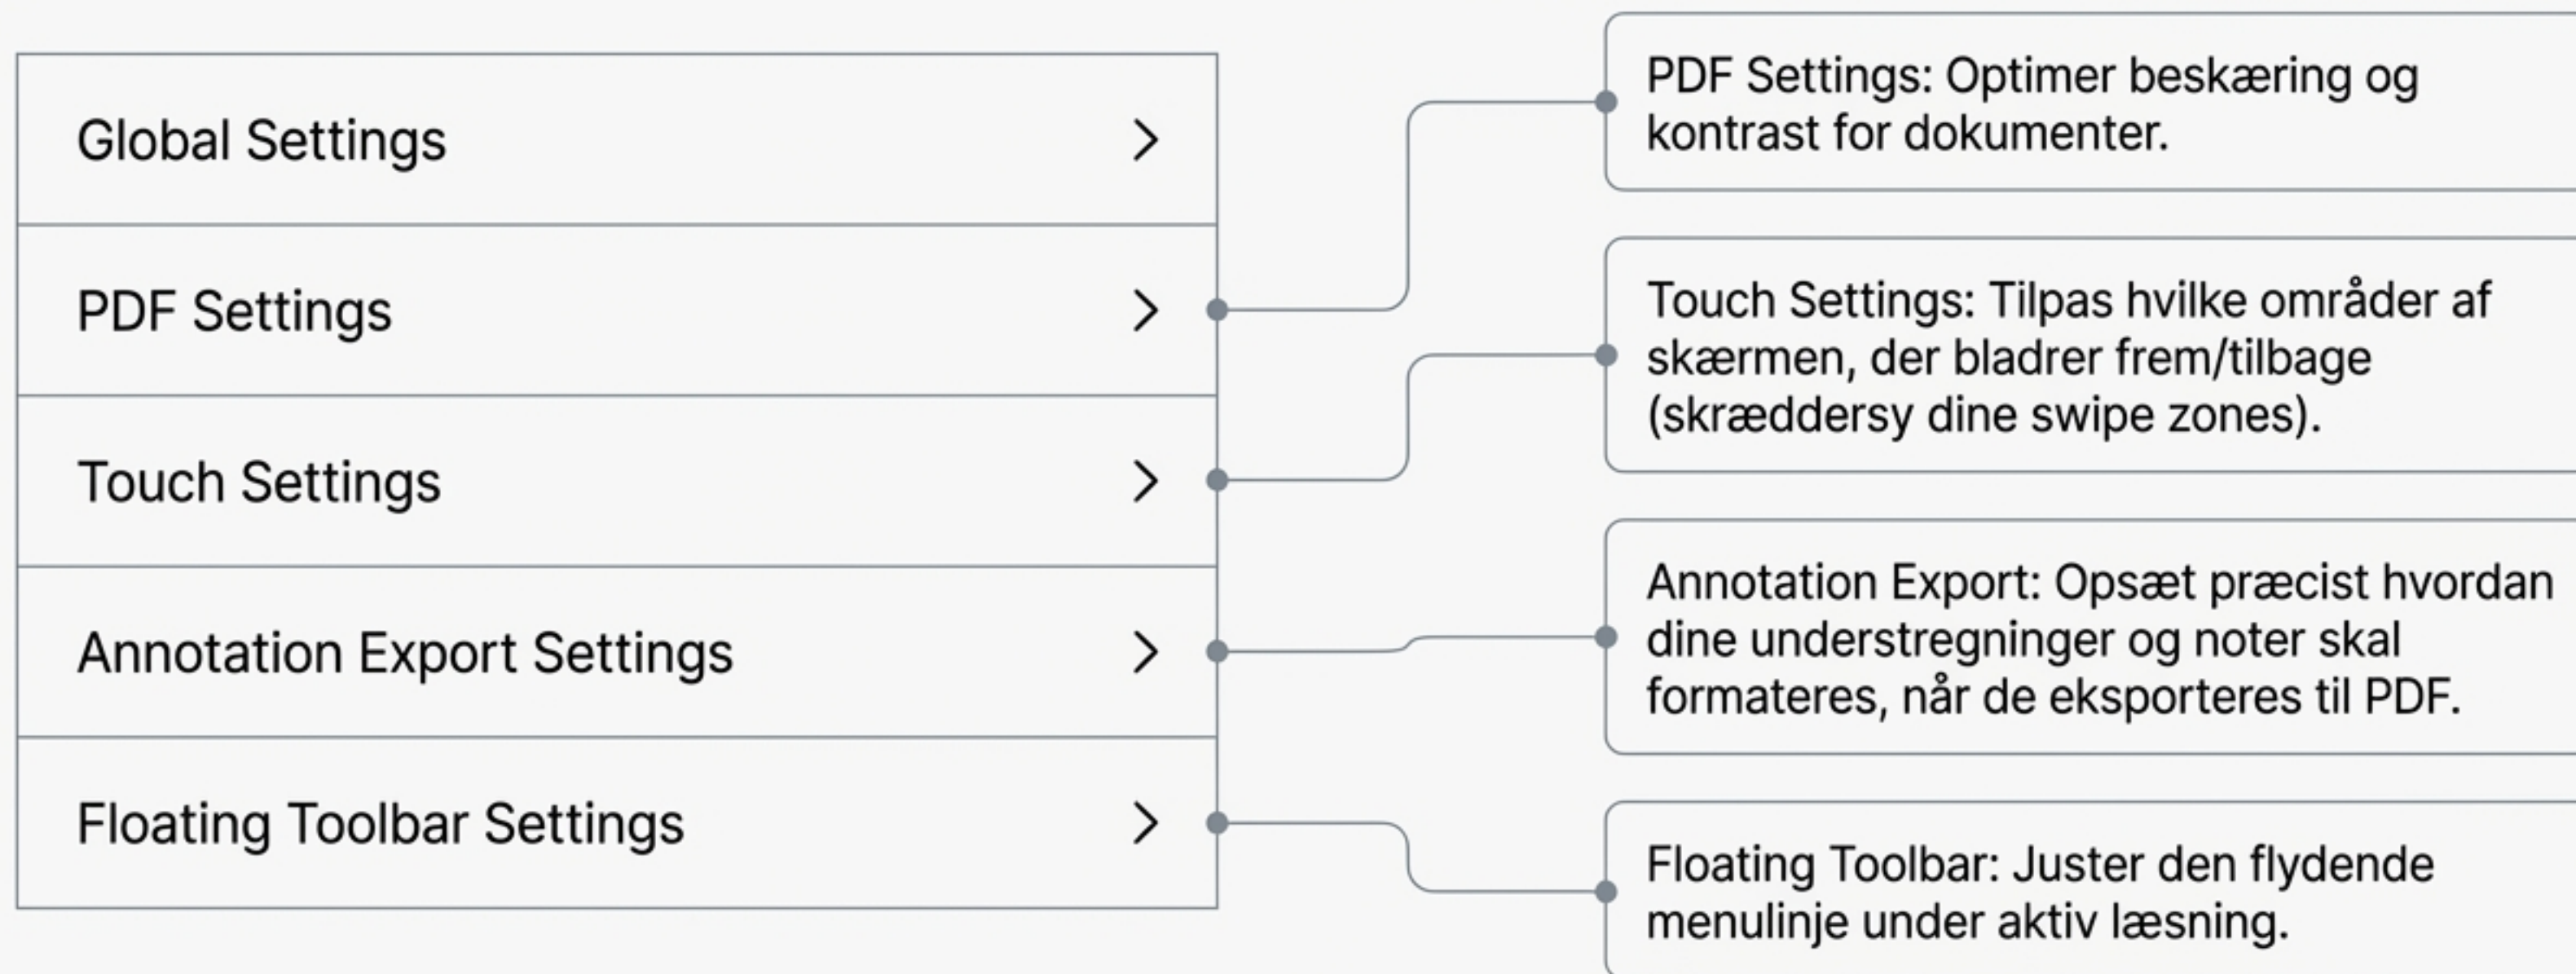 Global Settings
PDF Settings
Touch Settings
Annotation Export Settings
Floating Toolbar Settings
PDF Settings: Optimer beskæring og
kontrast for dokumenter.
Touch Settings: Tilpas hvilke områder af
skærmen, der bladrer frem/tilbage
(skræddersy dine swipe zones).
Annotation Export: Opsæt præcist hvordan
dine understregninger og noter skal
formateres, når de eksporteres til PDF.
Floating Toolbar: Juster den flydende
menulinje under aktiv læsning.